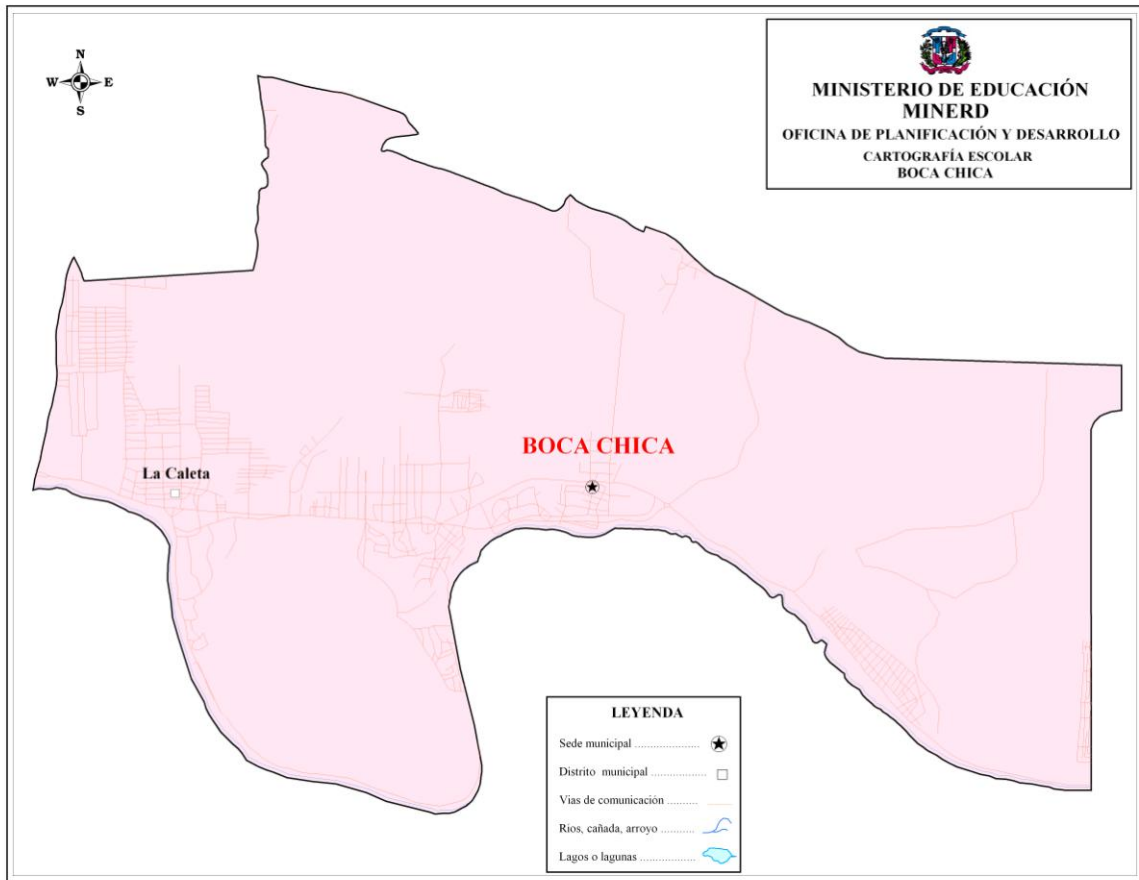 N
W E
S
MINISTERIO DE EDUCACIÓN
MINERD
OFICINA DE PLANIFICACIÓN Y DESARROLLO
CARTOGRAFÍA ESCOLAR
BOCA CHICA
BOCA CHICA
La Caleta
LEYENDA
Sede municipal .....................
Distrito municipal ..................
Vias de comunicación ..........
Rios, cañada, arroyo ...........
Lagos o lagunas ...................